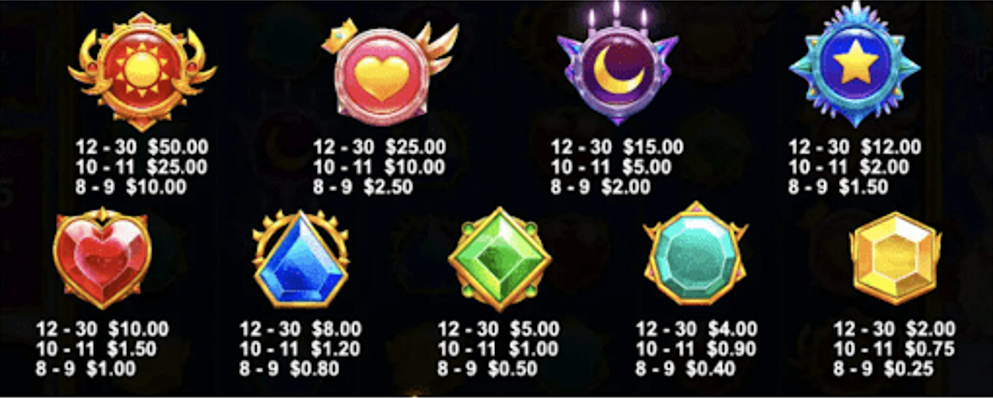 12 - 30 $50.00
10 - 11 $25.00
8 - 9 $10.00
12 - 30 $25.00
10 - 11 $10.00
8 - 9 $2.50
12 - 30 $15.00
10 - 11 $5.00
8 - 9 $2.00
12 - 30 $12.00
10 - 11 $2.00
8 - 9 $1.50
12 - 30 $10.00
10 - 11 $1.50
8 - 9 $1.00
12 - 30 $8.00
10 - 11 $1.20
8 - 9 $0.80
12 - 30 $5.00
10 - 11 $1.00
8 - 9 $0.50
12 - 30 $4.00
10 - 11 $0.90
8 - 9 $0.40
12 - 30 $2.00
10 - 11 $0.75
8 - 9 $0.25